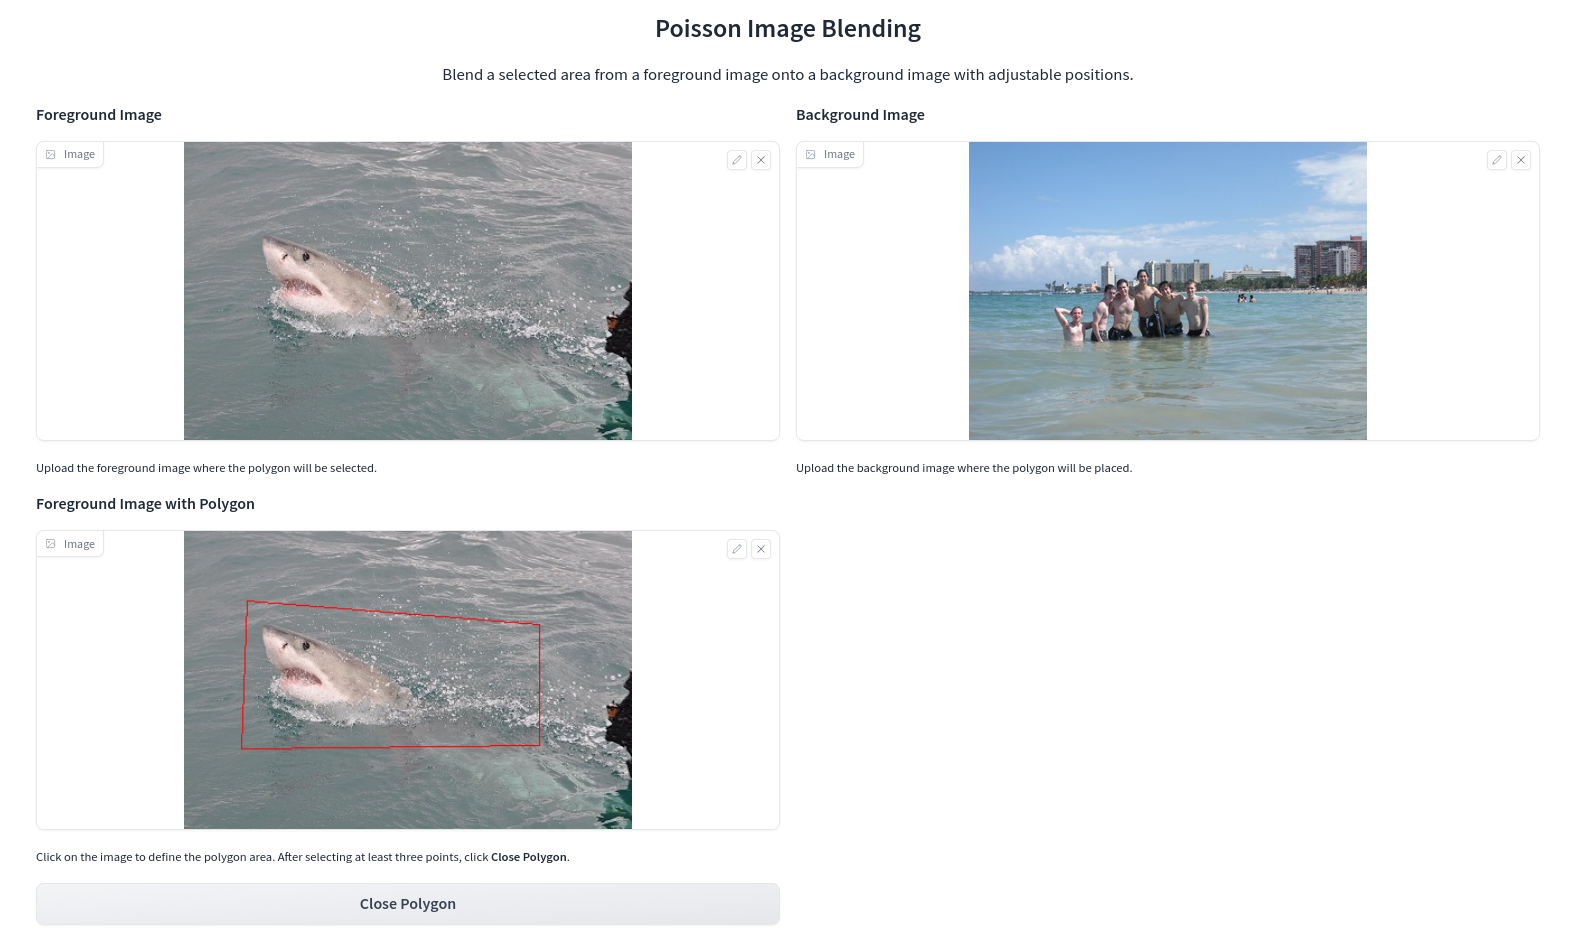 Poisson Image Blending
Blend a selected area from a foreground image onto a background image with adjustable positions.
Foreground Image
Background Image
Image
Image
Upload the foreground image where the polygon will be selected.
Upload the background image where the polygon will be placed.
Foreground Image with Polygon
Image
Click on the image to define the polygon area. After selecting at least three points, click Close Polygon.
Close Polygon